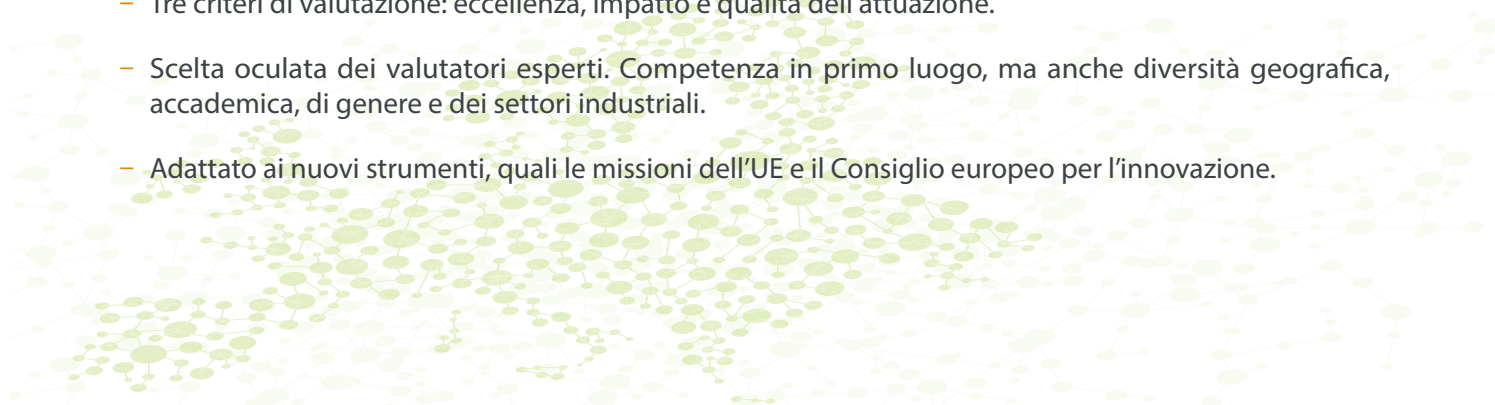 – Tre criteri di valutazione: eccellenza, impatto e qualità dell’attuazione.
– Scelta oculata dei valutatori esperti. Competenza in primo luogo, ma anche diversità geografica,
accademica, di genere e dei settori industriali.
– Adattato ai nuovi strumenti, quali le missioni dell’UE e il Consiglio europeo per l’innovazione.